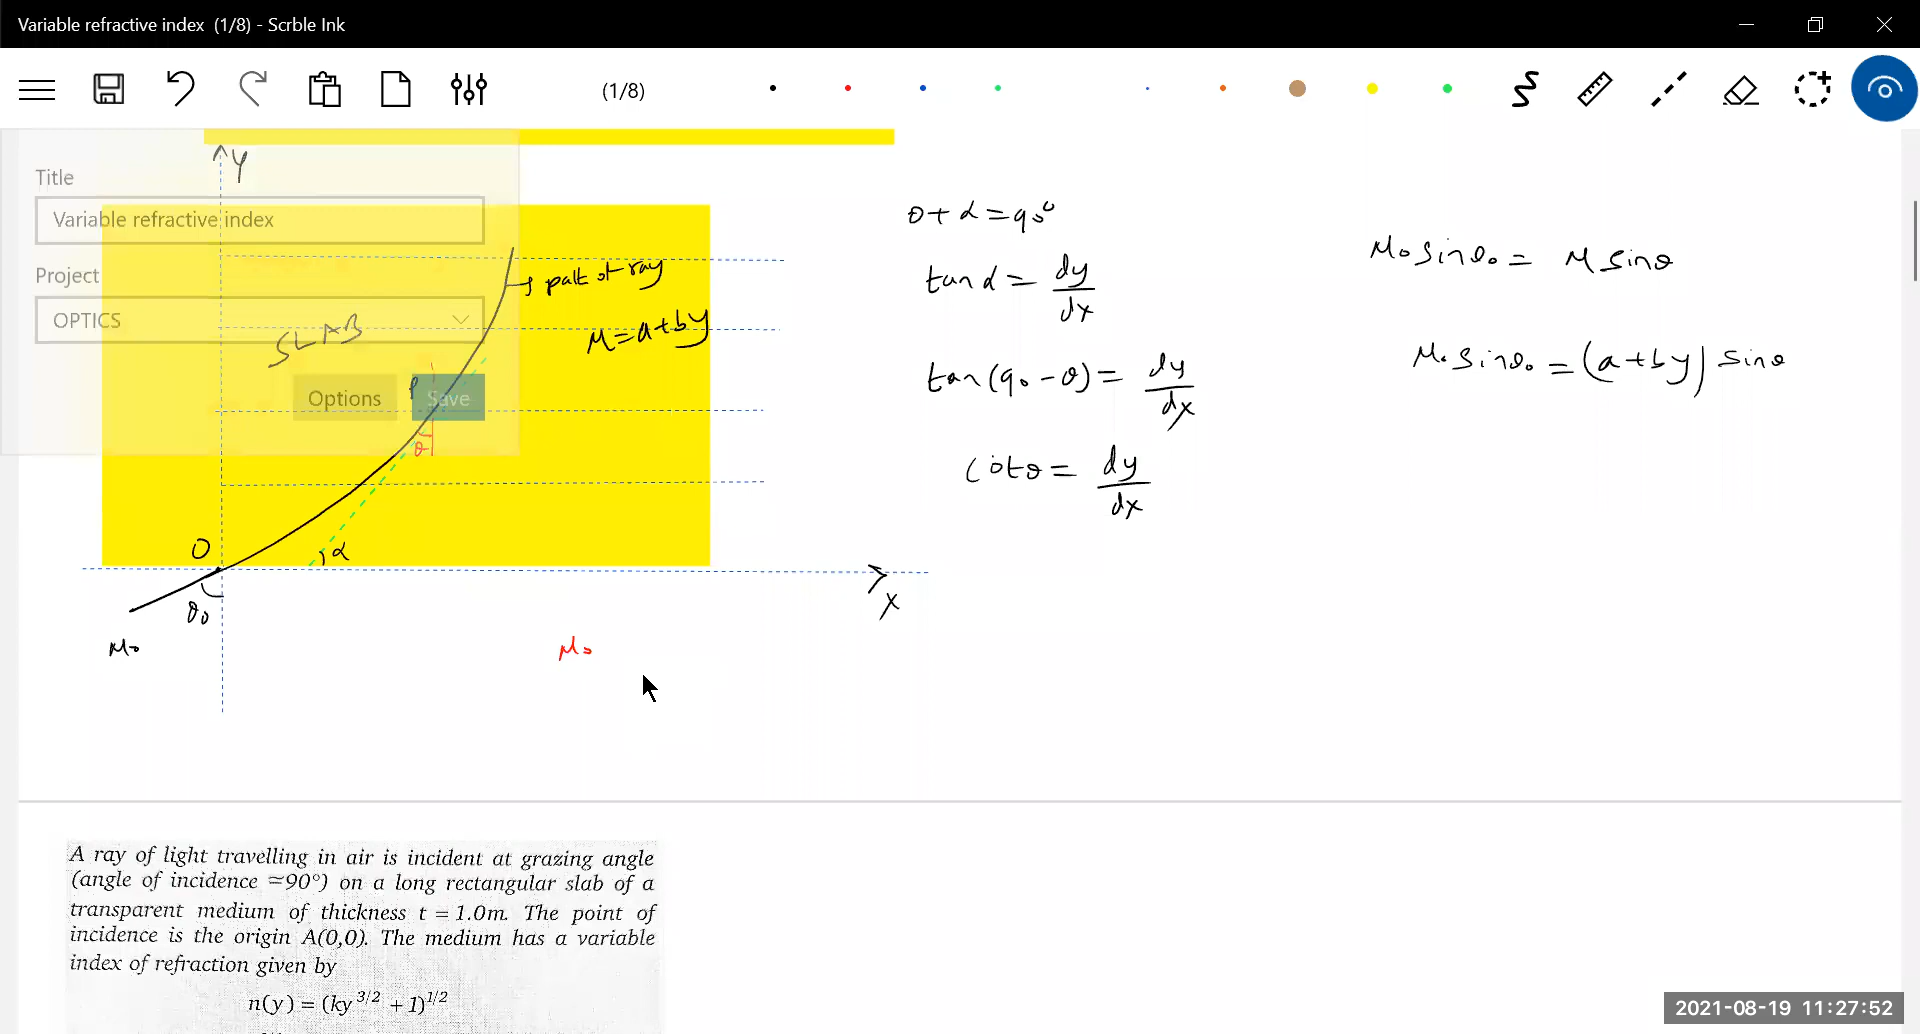 Variable refractive index (1/8) - Scrble Ink
(1/8)
Title
Variable refractive index
Project
OPTICS
Options
Save
Y
SLAB
path of ray
μ=a+by
P
θ
O
α
θ₀
μ₀
X
μ₀
θ+α=90°
tanα = dy/dx
tan(90-θ) = dy/dx
cotθ = dy/dx
μ₀sinθ₀ = μ sinθ
μ₀sinθ₀ = (a+by) sinθ
A ray of light travelling in air is incident at grazing angle
(angle of incidence ≃90°) on a long rectangular slab of a
transparent medium of thickness t = 1.0m. The point of
incidence is the origin A(0,0). The medium has a variable
index of refraction given by
n(y) = (ky^3/2 + 1)^1/2
2021-08-19 11:27:52